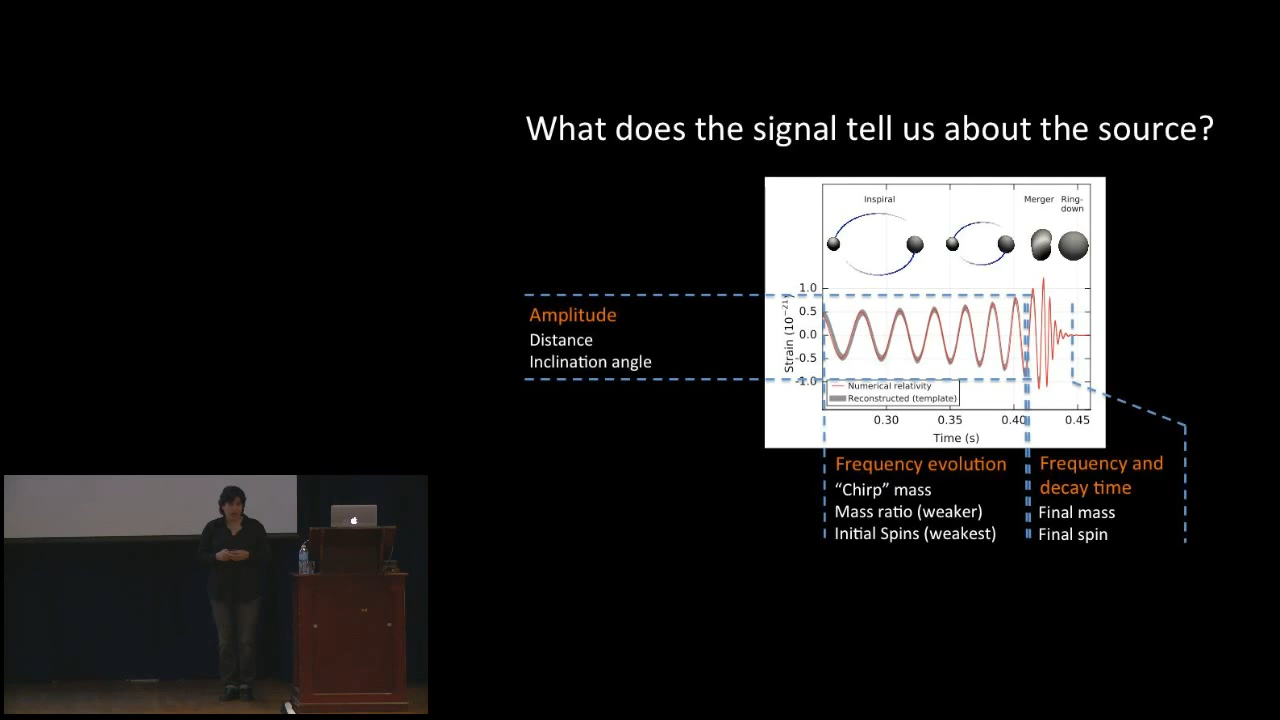 What does the signal tell us about the source?
Inspiral
Merger
Ring-
down
1.0
0.5
0.0
-0.5
-1.0
Strain (10⁻²¹)
Numerical relativity
Reconstructed (template)
0.30
0.35
0.40
0.45
Time (s)
Amplitude
Distance
Inclination angle
Frequency evolution
“Chirp” mass
Mass ratio (weaker)
Initial Spins (weakest)
Frequency and
decay time
Final mass
Final spin